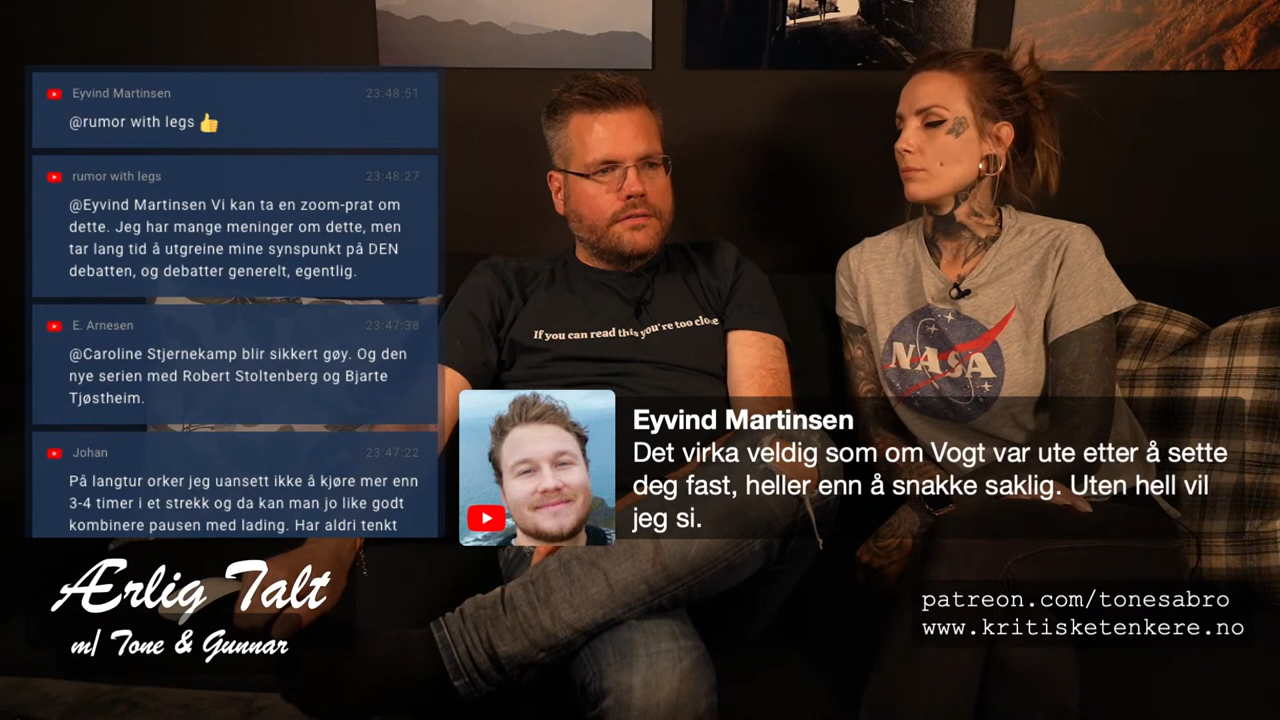 Eyvind Martinsen 23:48:51
@rumor with legs 👍
rumor with legs 23:48:27
@Eyvind Martinsen Vi kan ta en zoom-prat om
dette. Jeg har mange meninger om dette, men
tar lang tid å utgreine mine synspunkt på DEN
debatten, og debatter generelt, egentlig.
E. Arnesen 23:47:38
@Caroline Stjernekamp blir sikkert gøy. Og den
nye serien med Robert Stoltenberg og Bjarte
Tjøstheim.
Johan 23:47:22
På langtur orker jeg uansett ikke å kjøre mer enn
3-4 timer i et strekk og da kan man jo like godt
kombinere pausen med lading. Har aldri tenkt
If you can read this you're too close
NASA
Eyvind Martinsen
Det virka veldig som om Vogt var ute etter å sette
deg fast, heller enn å snakke saklig. Uten hell vil
jeg si.
Ærlig Talt
m/ Tone & Gunnar
patreon.com/tonesabro
www.kritisketenkere.no